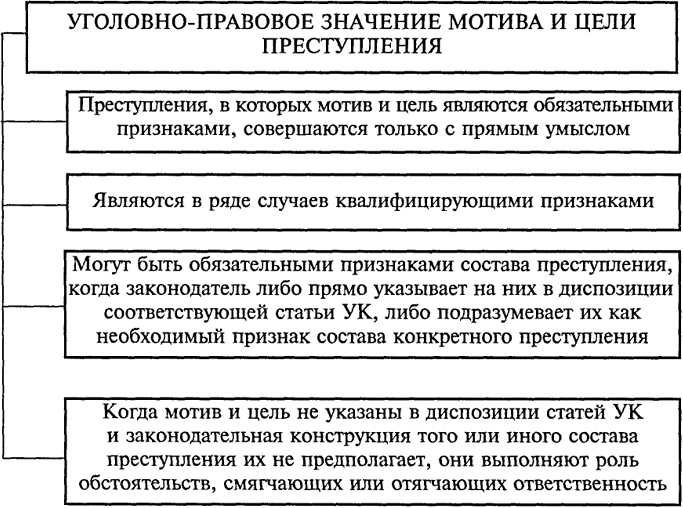 УГОЛОВНО-ПРАВОВОЕ ЗНАЧЕНИЕ МОТИВА И ЦЕЛИ
ПРЕСТУПЛЕНИЯ
Преступления, в которых мотив и цель являются обязательными
признаками, совершаются только с прямым умыслом
Являются в ряде случаев квалифицирующими признаками
Могут быть обязательными признаками состава преступления,
когда законодатель либо прямо указывает на них в диспозиции
соответствующей статьи УК, либо подразумевает их как
необходимый признак состава конкретного преступления
Когда мотив и цель не указаны в диспозиции статей УК
и законодательная конструкция того или иного состава
преступления их не предполагает, они выполняют роль
обстоятельств, смягчающих или отягчающих ответственность